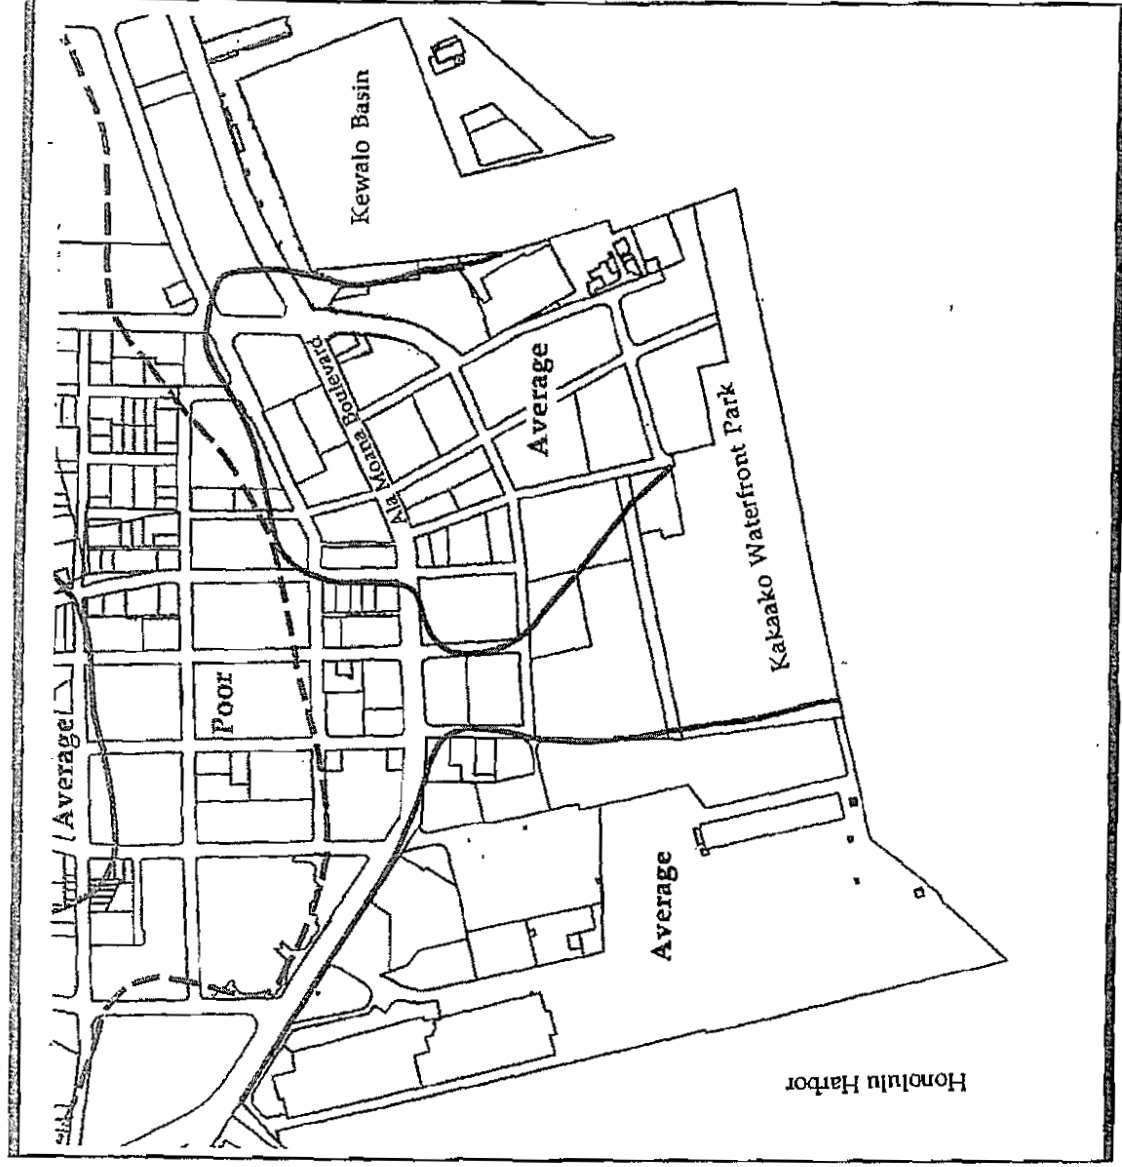 Kewalo Basin
Ala Moana Boulevard
Average
Kakaako Waterfront Park
Poor
Average
Average
Honolulu Harbor